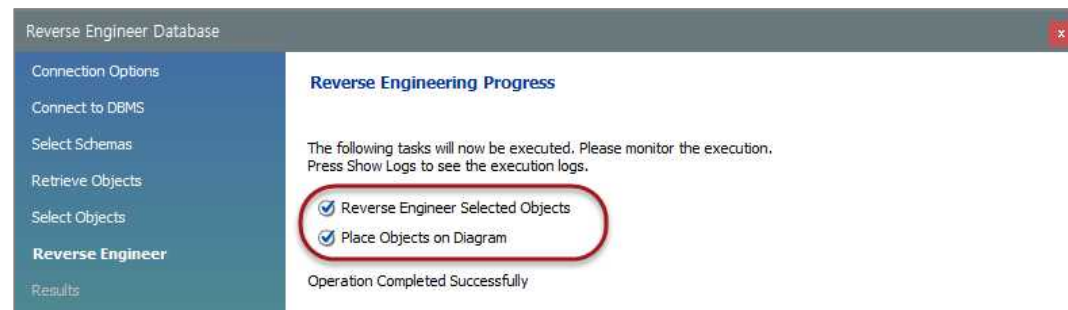 Reverse Engineer Database
x
Connection Options
Connect to DBMS
Select Schemas
Retrieve Objects
Select Objects
Reverse Engineer
Results
Reverse Engineering Progress
The following tasks will now be executed. Please monitor the execution.
Press Show Logs to see the execution logs.
Reverse Engineer Selected Objects
Place Objects on Diagram
Operation Completed Successfully